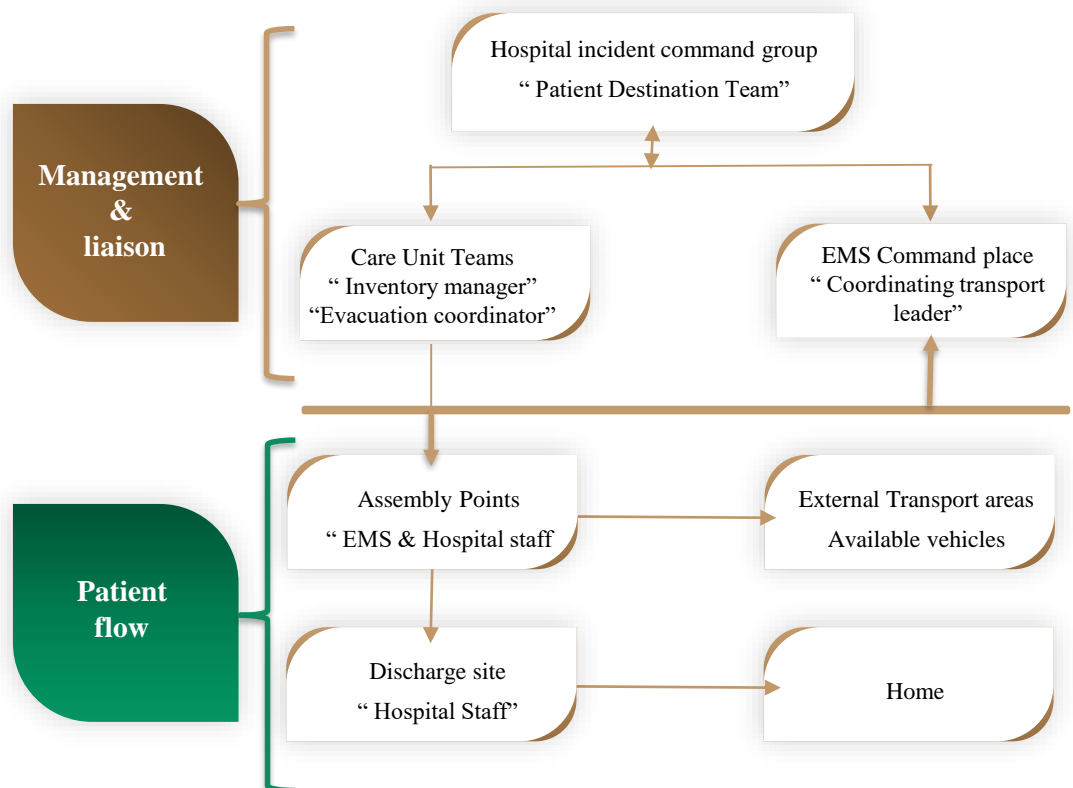 Hospital incident command group
“ Patient Destination Team”
Management
&
liaison
Care Unit Teams
“ Inventory manager”
“Evacuation coordinator”
EMS Command place
“ Coordinating transport
leader”
Assembly Points
“ EMS & Hospital staff
External Transport areas
Available vehicles
Patient
flow
Discharge site
“ Hospital Staff”
Home